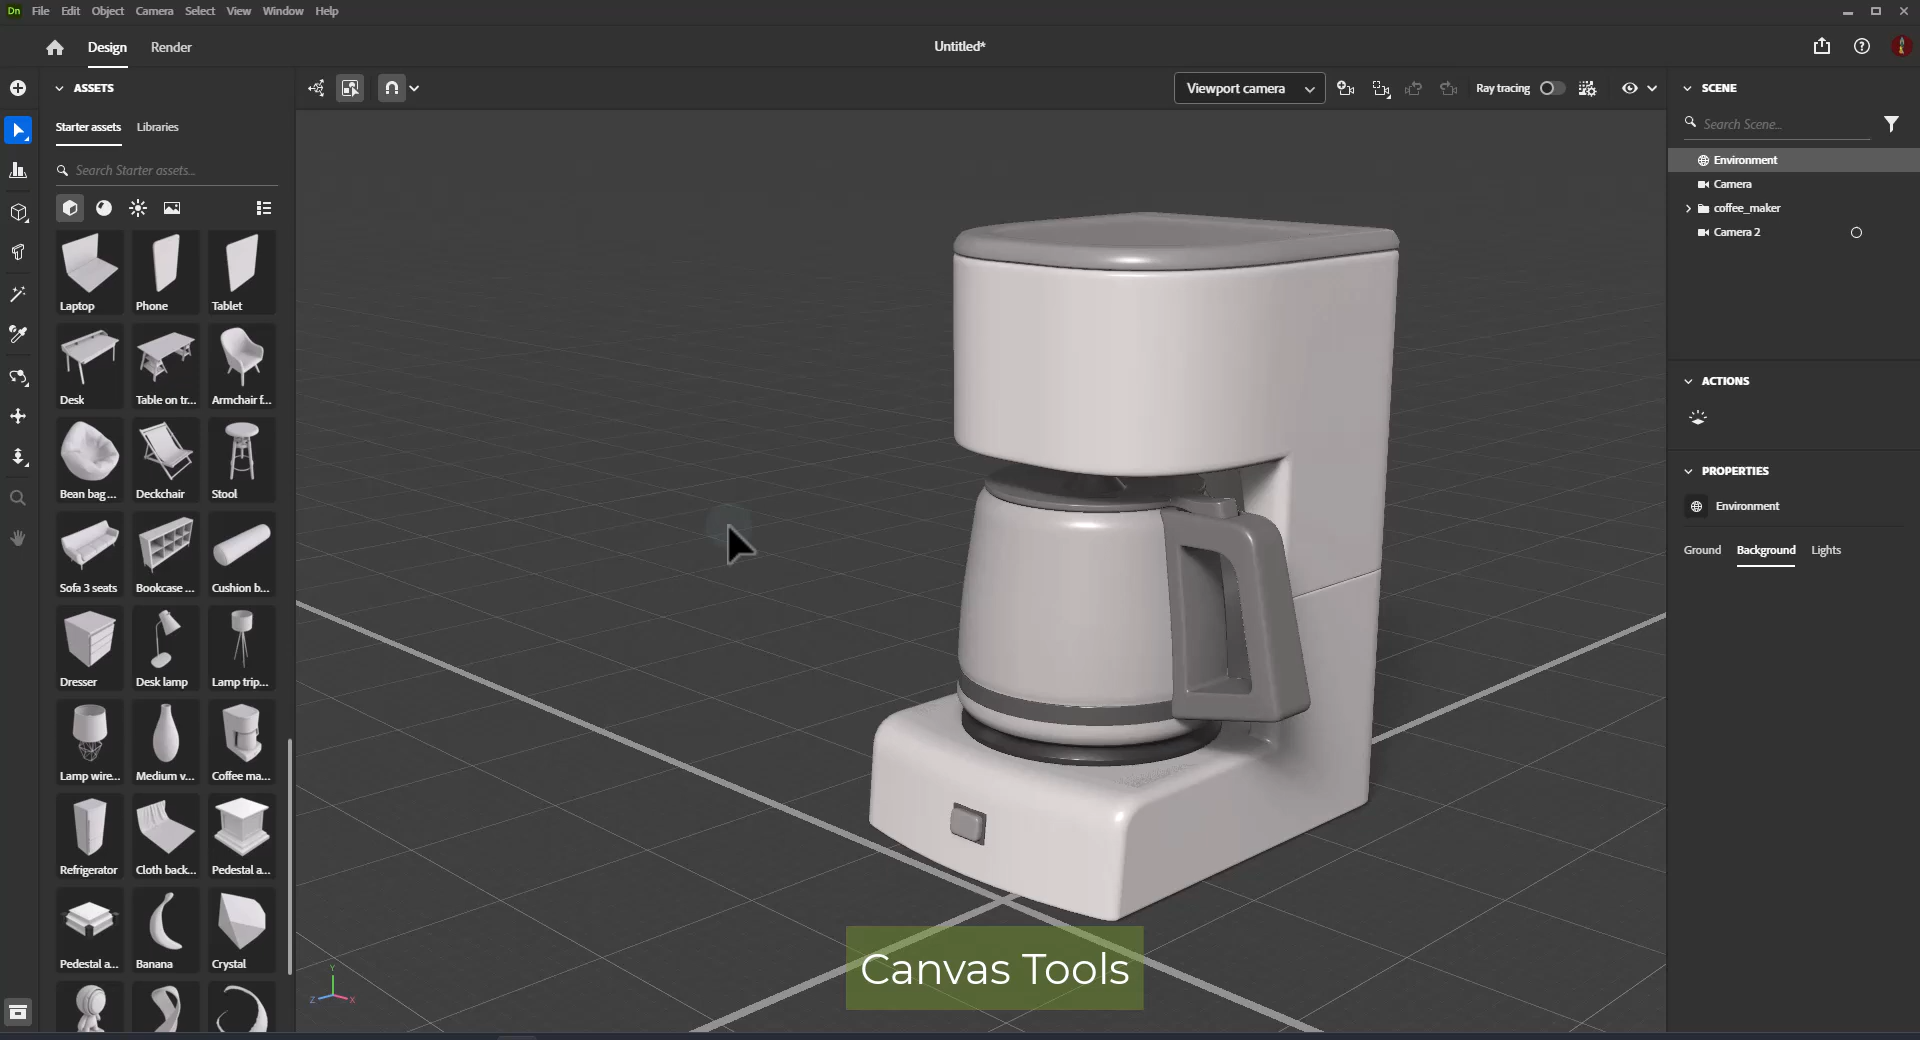 Dn File Edit Object Camera Select View Window Help
Design Render
Untitled*
ASSETS
Starter assets Libraries
Search Starter assets...
Laptop Phone Tablet
Desk Table on tr... Armchair f...
Bean bag ... Deckchair Stool
Sofa 3 seats Bookcase ... Cushion b...
Dresser Desk lamp Lamp trip...
Lamp wire... Medium v... Coffee ma...
Refrigerator Cloth back... Pedestal a...
Pedestal a... Banana Crystal
Viewport camera
Ray tracing
Y
Z X
Canvas Tools
SCENE
Search Scene...
Environment
Camera
coffee_maker
Camera 2
ACTIONS
PROPERTIES
Environment
Ground Background Lights